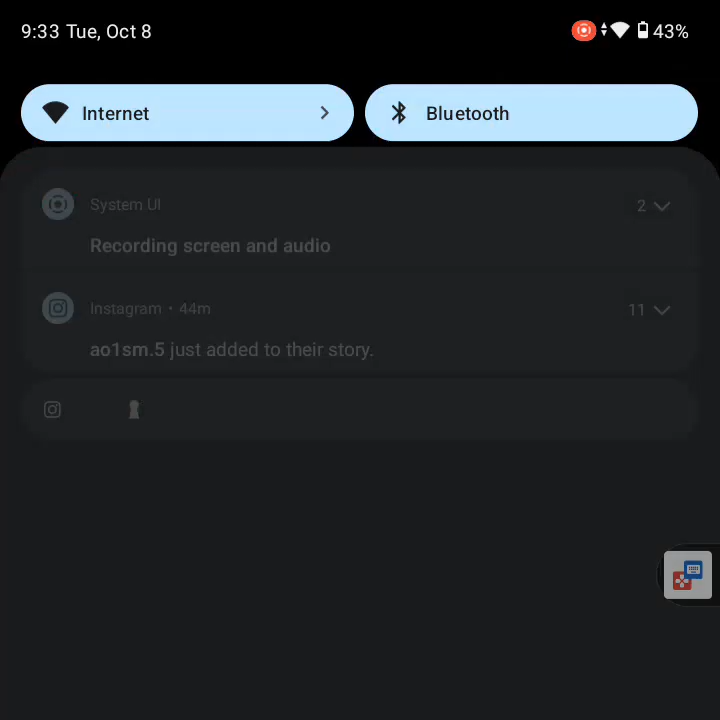 9:33 Tue, Oct 8 43%
Internet Bluetooth
System UI 2
Recording screen and audio
Instagram • 44m 11
ao1sm.5 just added to their story.